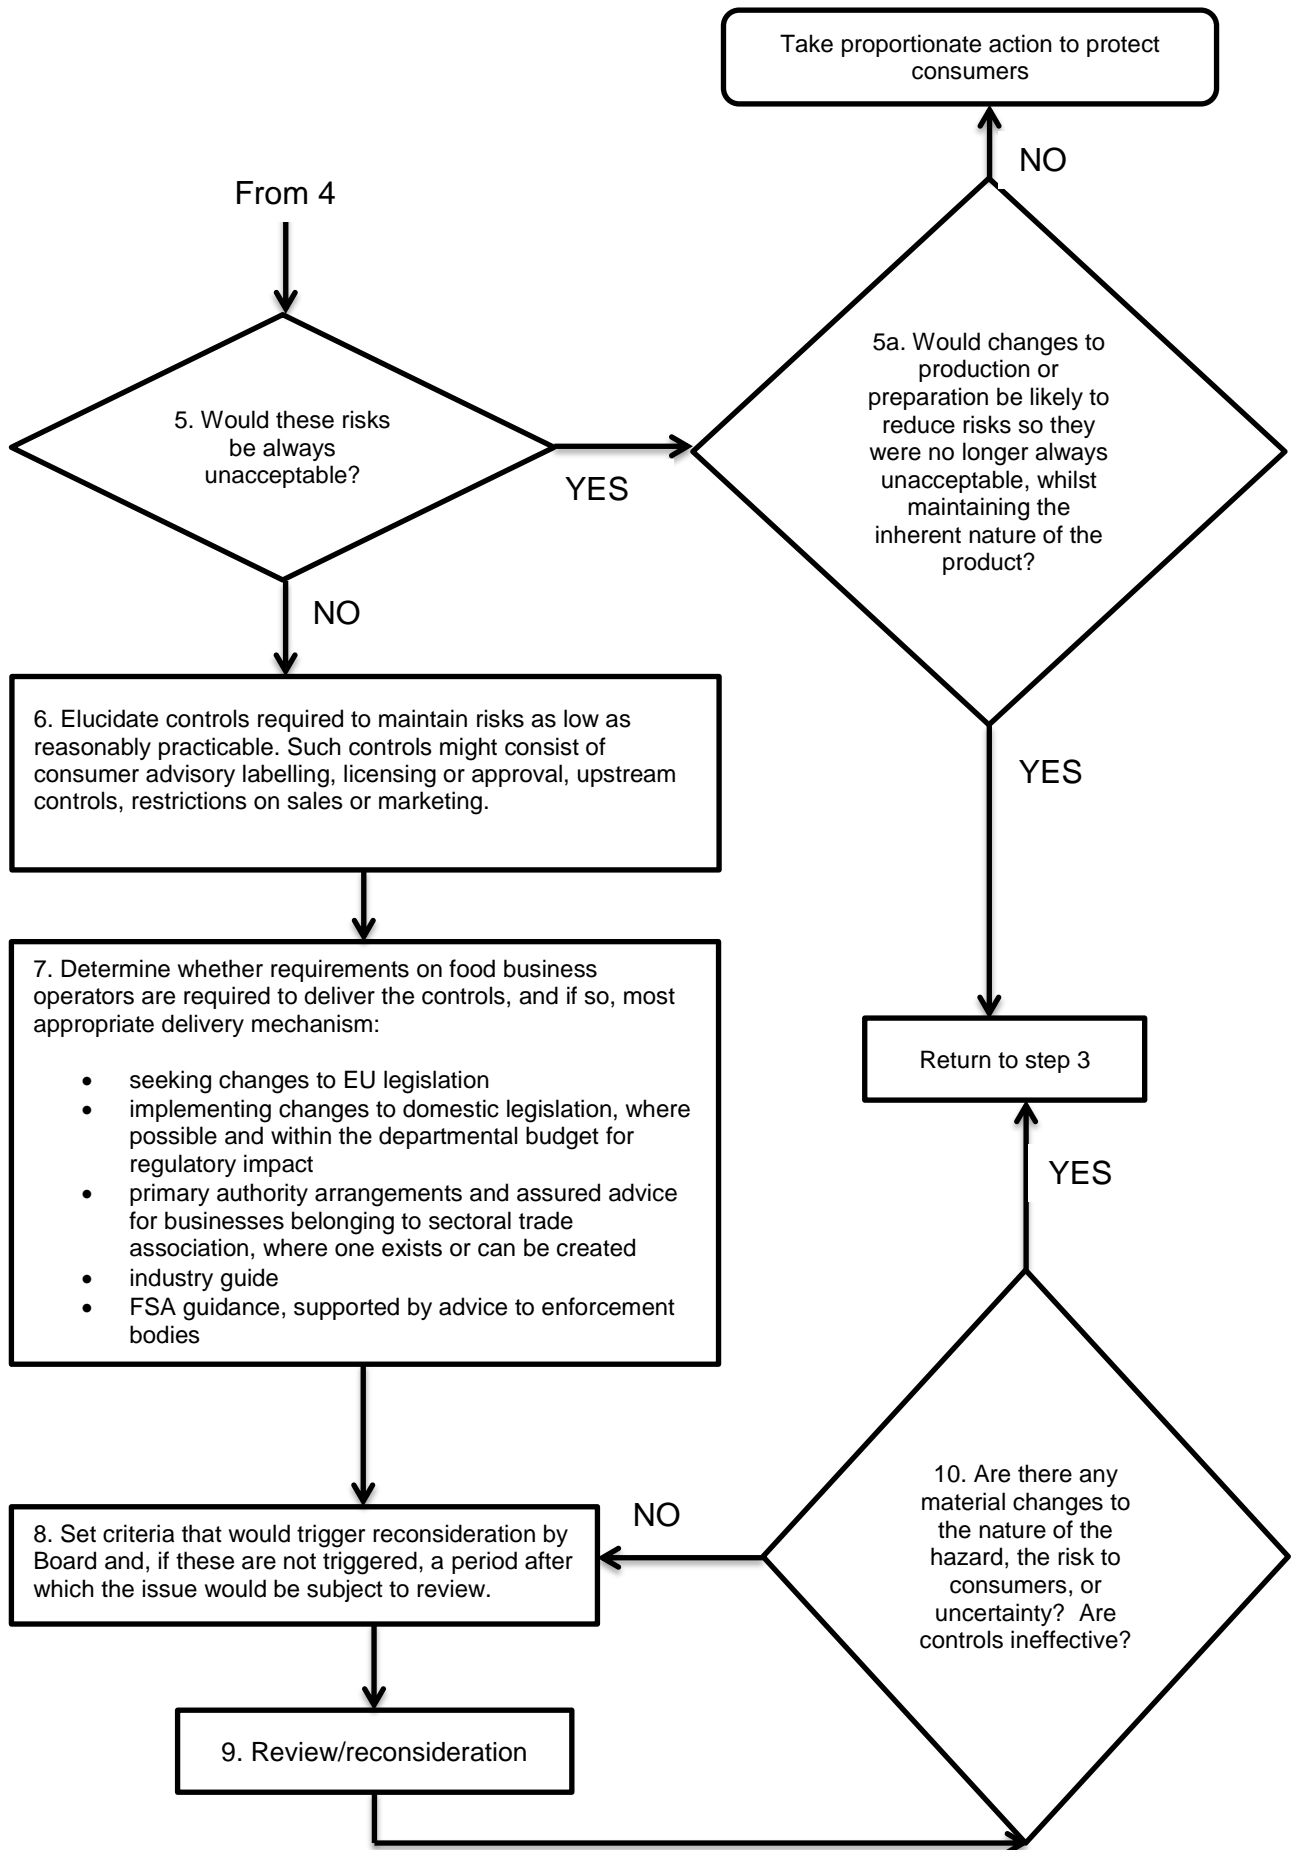 Take proportionate action to protect
consumers
NO
From 4
5. Would these risks
be always
unacceptable?
YES
5a. Would changes to
production or
preparation be likely to
reduce risks so they
were no longer always
unacceptable, whilst
maintaining the
inherent nature of the
product?
NO
YES
6. Elucidate controls required to maintain risks as low as
reasonably practicable. Such controls might consist of
consumer advisory labelling, licensing or approval, upstream
controls, restrictions on sales or marketing.
7. Determine whether requirements on food business
operators are required to deliver the controls, and if so, most
appropriate delivery mechanism:
• seeking changes to EU legislation
• implementing changes to domestic legislation, where
possible and within the departmental budget for
regulatory impact
• primary authority arrangements and assured advice
for businesses belonging to sectoral trade
association, where one exists or can be created
• industry guide
• FSA guidance, supported by advice to enforcement
bodies
Return to step 3
YES
8. Set criteria that would trigger reconsideration by
Board and, if these are not triggered, a period after
which the issue would be subject to review.
NO
10. Are there any
material changes to
the nature of the
hazard, the risk to
consumers, or
uncertainty?  Are
controls ineffective?
9. Review/reconsideration